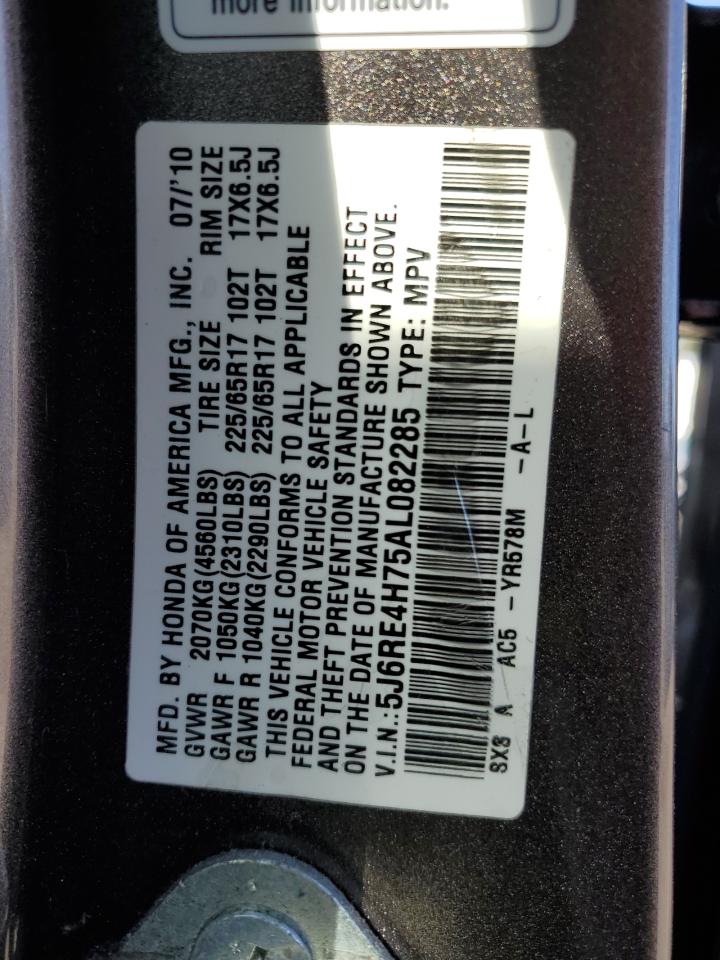 more information.
MFD. BY HONDA OF AMERICA MFG., INC. 07/'10
GVWR 2070KG(4560LBS) TIRE SIZE RIM SIZE
GAWR F 1050KG(2310LBS) 225/65R17 102T 17X6.5J
GAWR R 1040KG(2290LBS) 225/65R17 102T 17X6.5J
THIS VEHICLE CONFORMS TO ALL APPLICABLE
FEDERAL MOTOR VEHICLE SAFETY
AND THEFT PREVENTION STANDARDS IN EFFECT
ON THE DATE OF MANUFACTURE SHOWN ABOVE.
V.I.N.:5J6RE4H75AL082285 TYPE: MPV
SXS A AC5 -YR578M -A-L